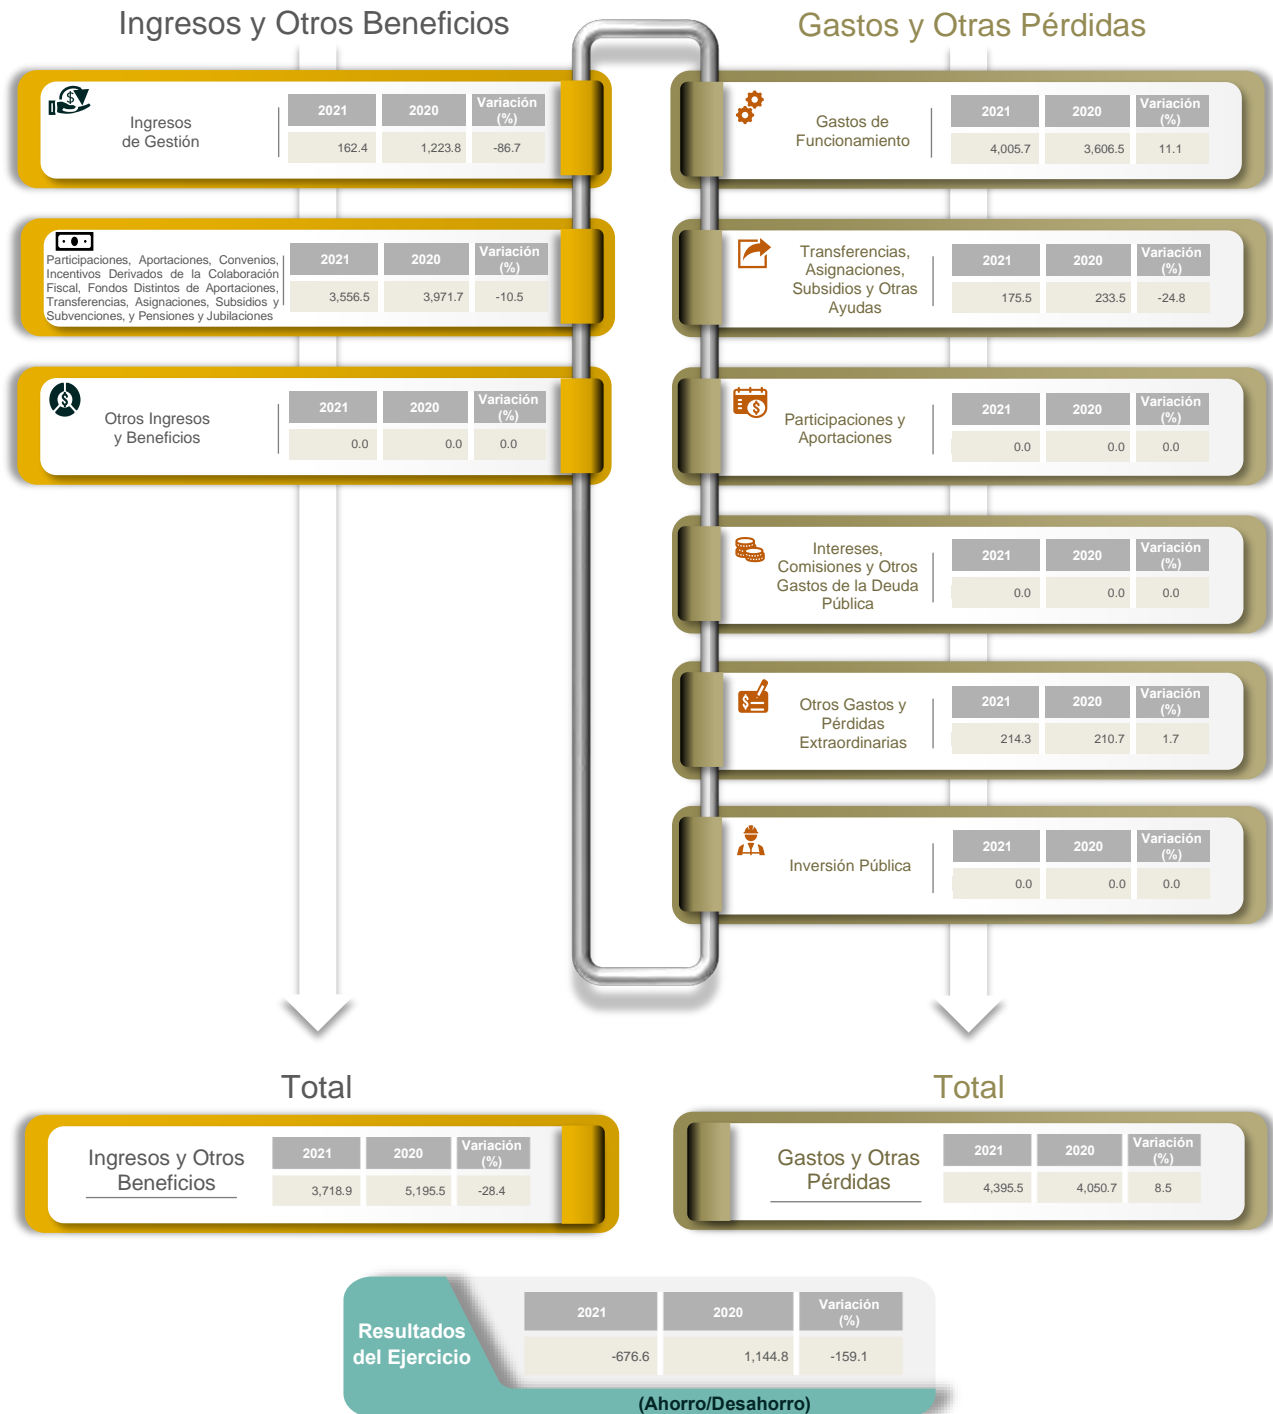 Ingresos y Otros Beneficios
Ingresos
de Gestión
2021 2020 Variación
(%)
162.4 1,223.8 -86.7
Participaciones, Aportaciones, Convenios,
Incentivos Derivados de la Colaboración
Fiscal, Fondos Distintos de Aportaciones,
Transferencias, Asignaciones, Subsidios y
Subvenciones, y Pensiones y Jubilaciones
2021 2020 Variación
(%)
3,556.5 3,971.7 -10.5
Otros Ingresos
y Beneficios
2021 2020 Variación
(%)
0.0 0.0 0.0
Gastos y Otras Pérdidas
Gastos de
Funcionamiento
2021 2020 Variación
(%)
4,005.7 3,606.5 11.1
Transferencias,
Asignaciones,
Subsidios y Otras
Ayudas
2021 2020 Variación
(%)
175.5 233.5 -24.8
Participaciones y
Aportaciones
2021 2020 Variación
(%)
0.0 0.0 0.0
Intereses,
Comisiones y Otros
Gastos de la Deuda
Pública
2021 2020 Variación
(%)
0.0 0.0 0.0
Otros Gastos y
Pérdidas
Extraordinarias
2021 2020 Variación
(%)
214.3 210.7 1.7
Inversión Pública
2021 2020 Variación
(%)
0.0 0.0 0.0
Total
Ingresos y Otros
Beneficios
2021 2020 Variación
(%)
3,718.9 5,195.5 -28.4
Total
Gastos y Otras
Pérdidas
2021 2020 Variación
(%)
4,395.5 4,050.7 8.5
Resultados
del Ejercicio
2021 2020 Variación
(%)
-676.6 1,144.8 -159.1
(Ahorro/Desahorro)